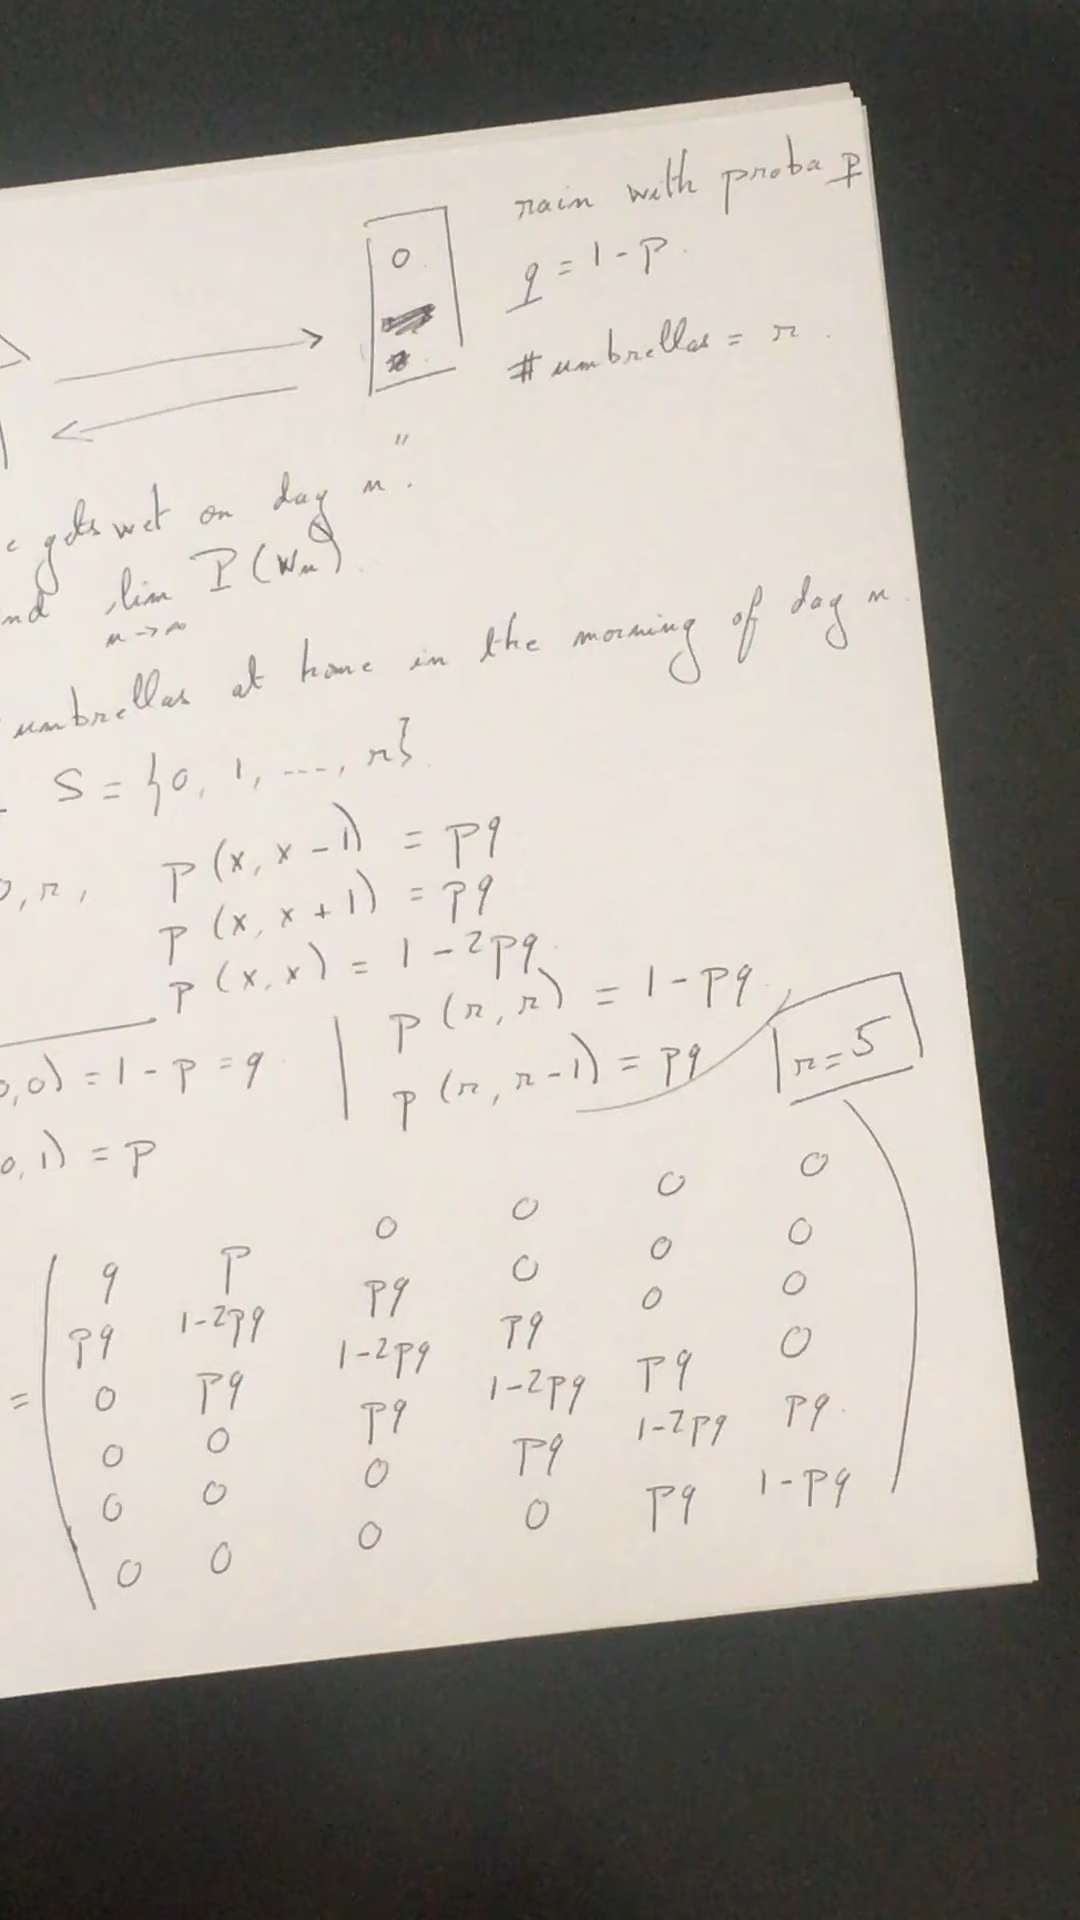 rain with proba p
q = 1 - p
# umbrellas = r
gets wet on day n".
lim P(Wn)
n → ∞
umbrellas at home in the morning of day n.
S = {0, 1, ..., r}.
0, r, p(x, x - 1) = pq
p(x, x + 1) = pq
p(x, x) = 1 - 2pq
0,0) = 1 - p = q | p(r, r) = 1 - pq
0, 1) = p | p(r, r-1) = pq
r = 5
= ( q p 0 0 0 0
pq 1-2pq pq 0 0 0
0 pq 1-2pq pq 0 0
0 0 pq 1-2pq pq 0
0 0 0 pq 1-2pq pq
0 0 0 0 pq 1-pq )